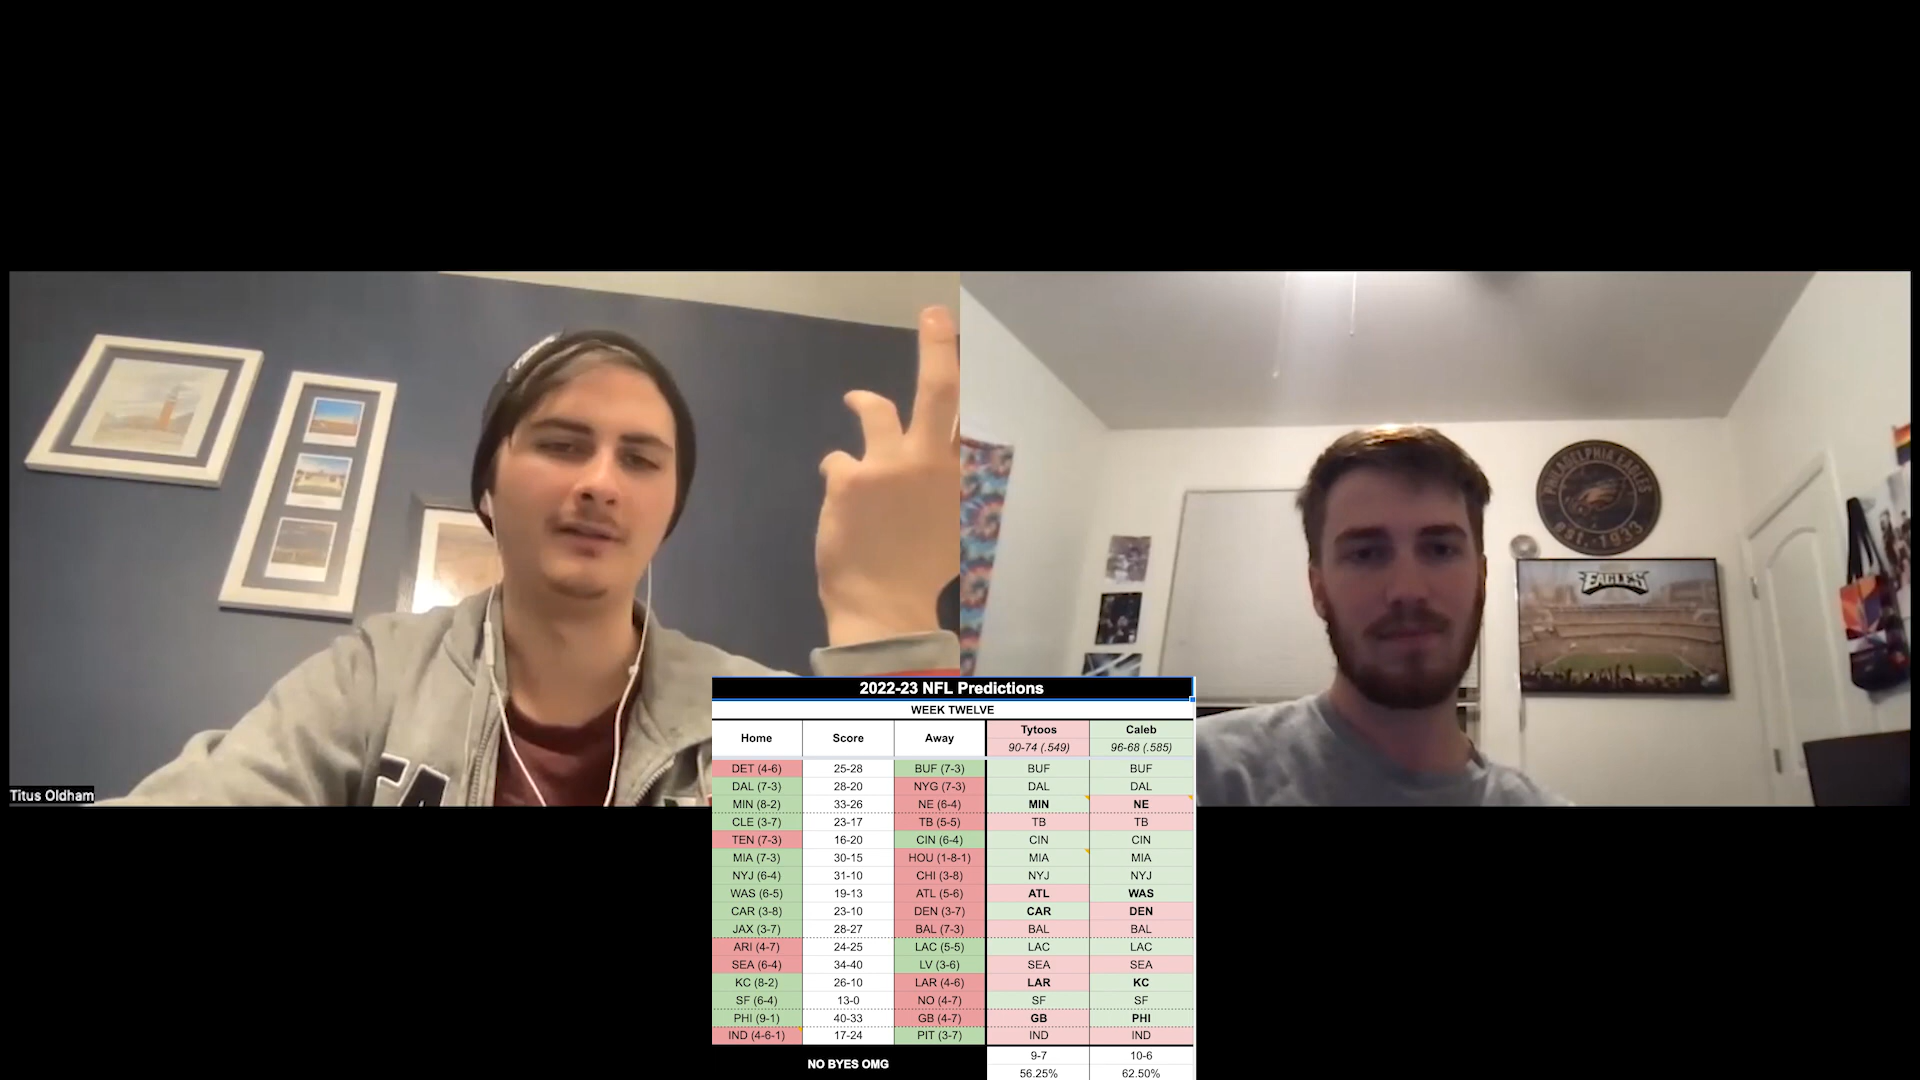 PHILADELPHIA EAGLES
est. 1933
EAGLES
Titus Oldham
2022-23 NFL Predictions
WEEK TWELVE
Home Score Away Tytoos Caleb
90-74 (.549) 96-68 (.585)
DET (4-6) 25-28 BUF (7-3) BUF BUF
DAL (7-3) 28-20 NYG (7-3) DAL DAL
MIN (8-2) 33-26 NE (6-4) MIN NE
CLE (3-7) 23-17 TB (5-5) TB TB
TEN (7-3) 16-20 CIN (6-4) CIN CIN
MIA (7-3) 30-15 HOU (1-8-1) MIA MIA
NYJ (6-4) 31-10 CHI (3-8) NYJ NYJ
WAS (6-5) 19-13 ATL (5-6) ATL WAS
CAR (3-8) 23-10 DEN (3-7) CAR DEN
JAX (3-7) 28-27 BAL (7-3) BAL BAL
ARI (4-7) 24-25 LAC (5-5) LAC LAC
SEA (6-4) 34-40 LV (3-6) SEA SEA
KC (8-2) 26-10 LAR (4-6) LAR KC
SF (6-4) 13-0 NO (4-7) SF SF
PHI (9-1) 40-33 GB (4-7) GB PHI
IND (4-6-1) 17-24 PIT (3-7) IND IND
NO BYES OMG
9-7 10-6
56.25% 62.50%